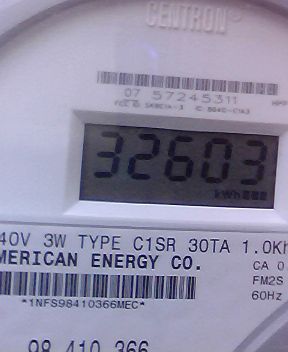 CENTRON
07 57245311
32603
kWh
40V 3W TYPE C1SR 30TA 1.0Kh
MERICAN ENERGY CO.
CA 0
FM2S
*1NFS98410366MEC*
60Hz
98 410 366